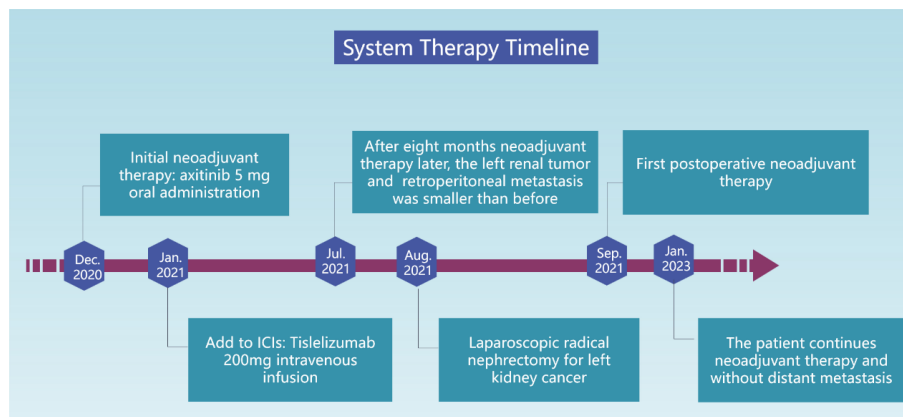 System Therapy Timeline
Initial neoadjuvant
therapy: axitinib 5 mg
oral administration
After eight months neoadjuvant
therapy later, the left renal tumor
and retroperitoneal metastasis
was smaller than before
First postoperative neoadjuvant
therapy
Dec.
2020
Jan.
2021
Jul.
2021
Aug.
2021
Sep.
2021
Jan.
2023
Add to ICIs: Tislelizumab
200mg intravenous
infusion
Laparoscopic radical
nephrectomy for left
kidney cancer
The patient continues
neoadjuvant therapy and
without distant metastasis